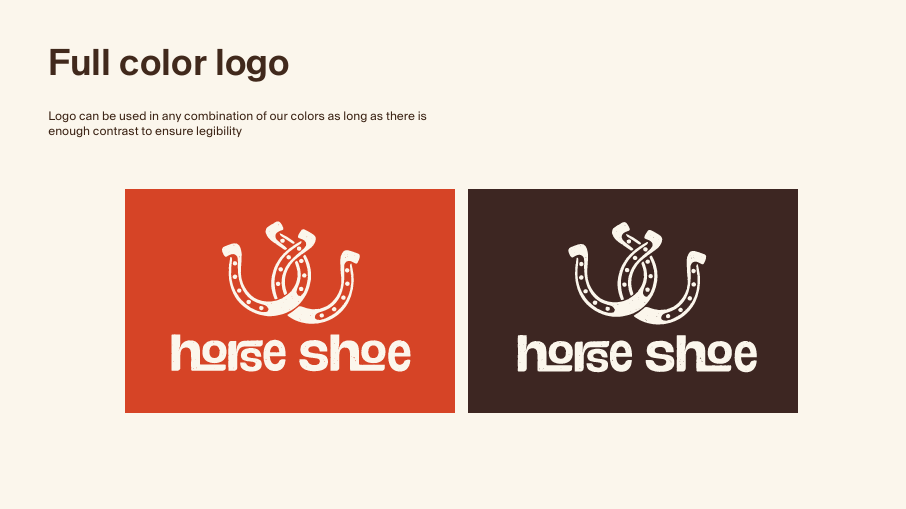 Full color logo
Logo can be used in any combination of our colors as long as there is
enough contrast to ensure legibility
horse shoe
horse shoe